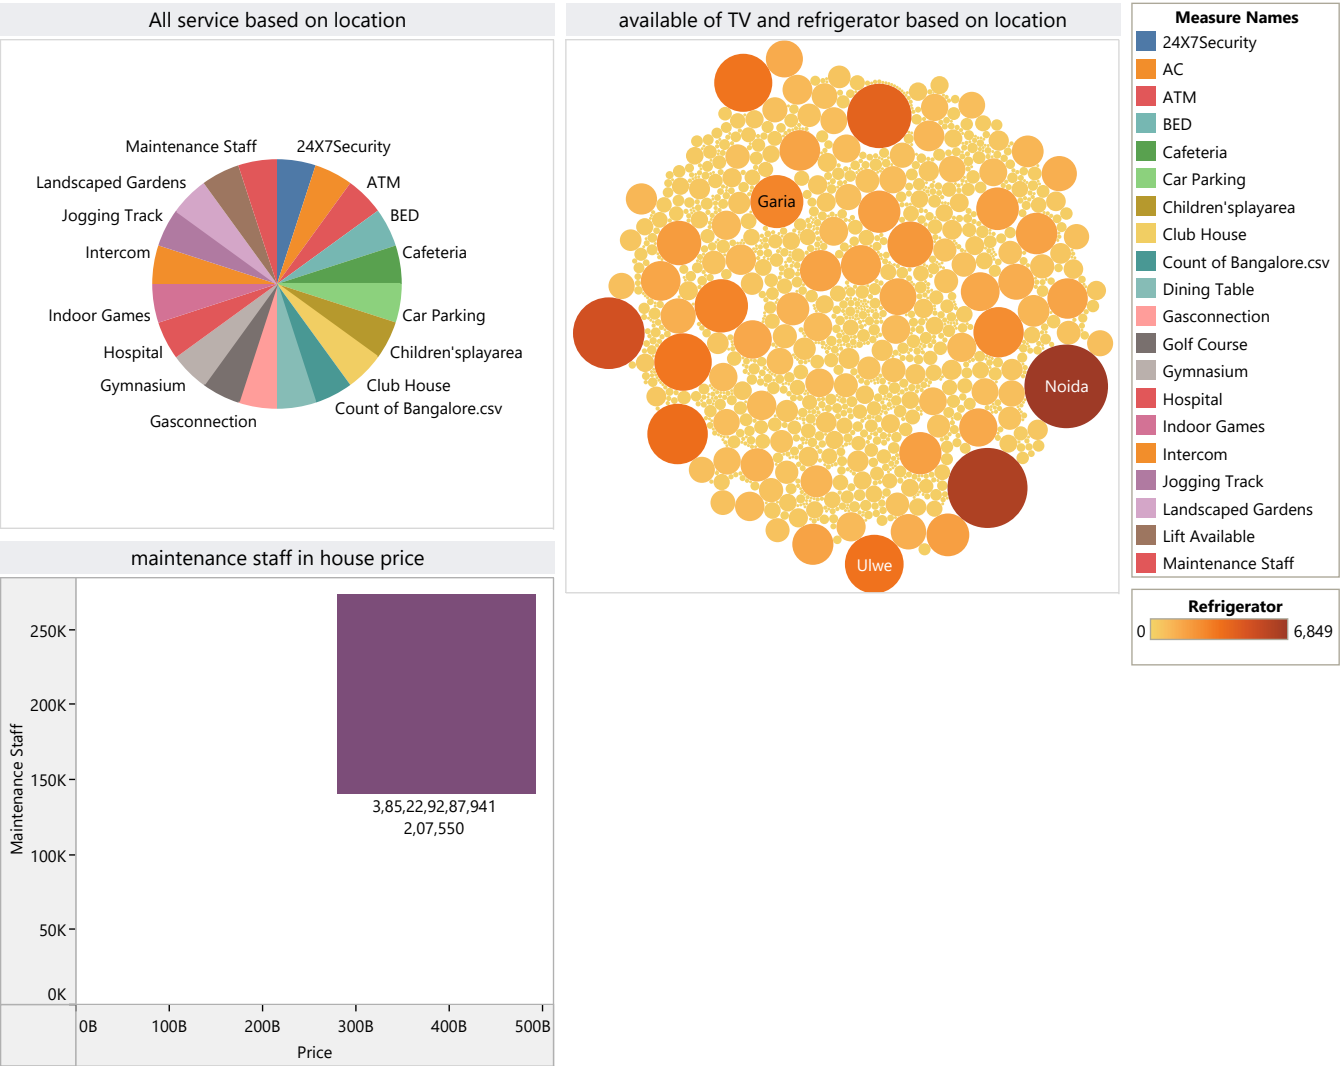 All service based on location
Maintenance Staff
24X7Security
Landscaped Gardens
ATM
Jogging Track
BED
Intercom
Cafeteria
Indoor Games
Car Parking
Hospital
Children'splayarea
Gymnasium
Club House
Count of Bangalore.csv
Gasconnection
available of TV and refrigerator based on location
Garia
Noida
Ulwe
Measure Names
24X7Security
AC
ATM
BED
Cafeteria
Car Parking
Children'splayarea
Club House
Count of Bangalore.csv
Dining Table
Gasconnection
Golf Course
Gymnasium
Hospital
Indoor Games
Intercom
Jogging Track
Landscaped Gardens
Lift Available
Maintenance Staff
Refrigerator
0
6,849
maintenance staff in house price
Maintenance Staff
250K
200K
150K
100K
50K
0K
3,85,22,92,87,941
2,07,550
0B
100B
200B
300B
400B
500B
Price